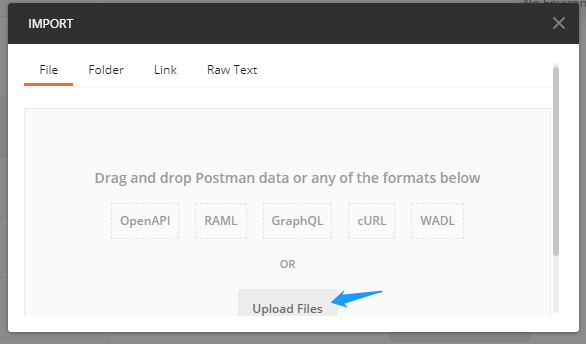 IMPORT
File Folder Link Raw Text
Drag and drop Postman data or any of the formats below
OpenAPI RAML GraphQL cURL WADL
OR
Upload Files